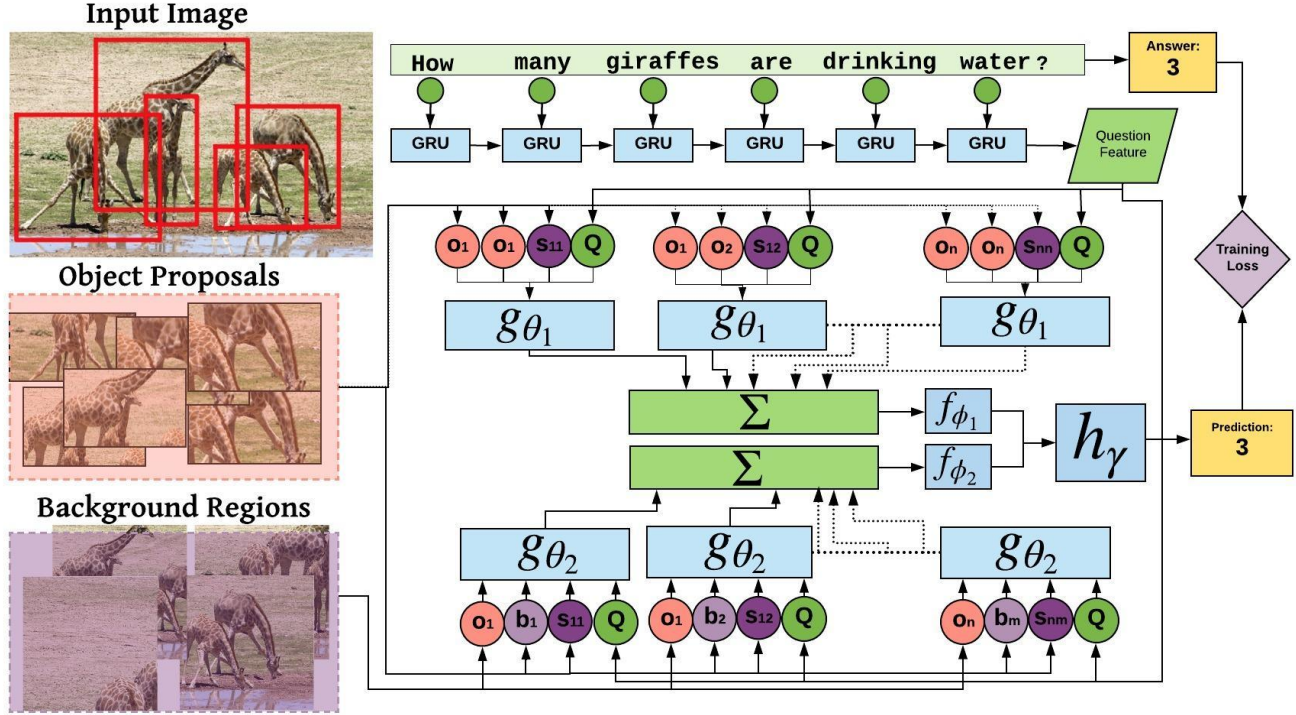 Input Image
How many giraffes are drinking water ?
Answer:
3
GRU GRU GRU GRU GRU GRU
Question
Feature
O1 O1 S11 Q
O1 O2 S12 Q
On On Snn Q
Training
Loss
Object Proposals
gθ1 gθ1 gθ1
Σ
fϕ1
Σ
fϕ2
hγ
Prediction:
3
Background Regions
gθ2 gθ2 gθ2
O1 b1 S11 Q
O1 b2 S12 Q
On bm Snm Q